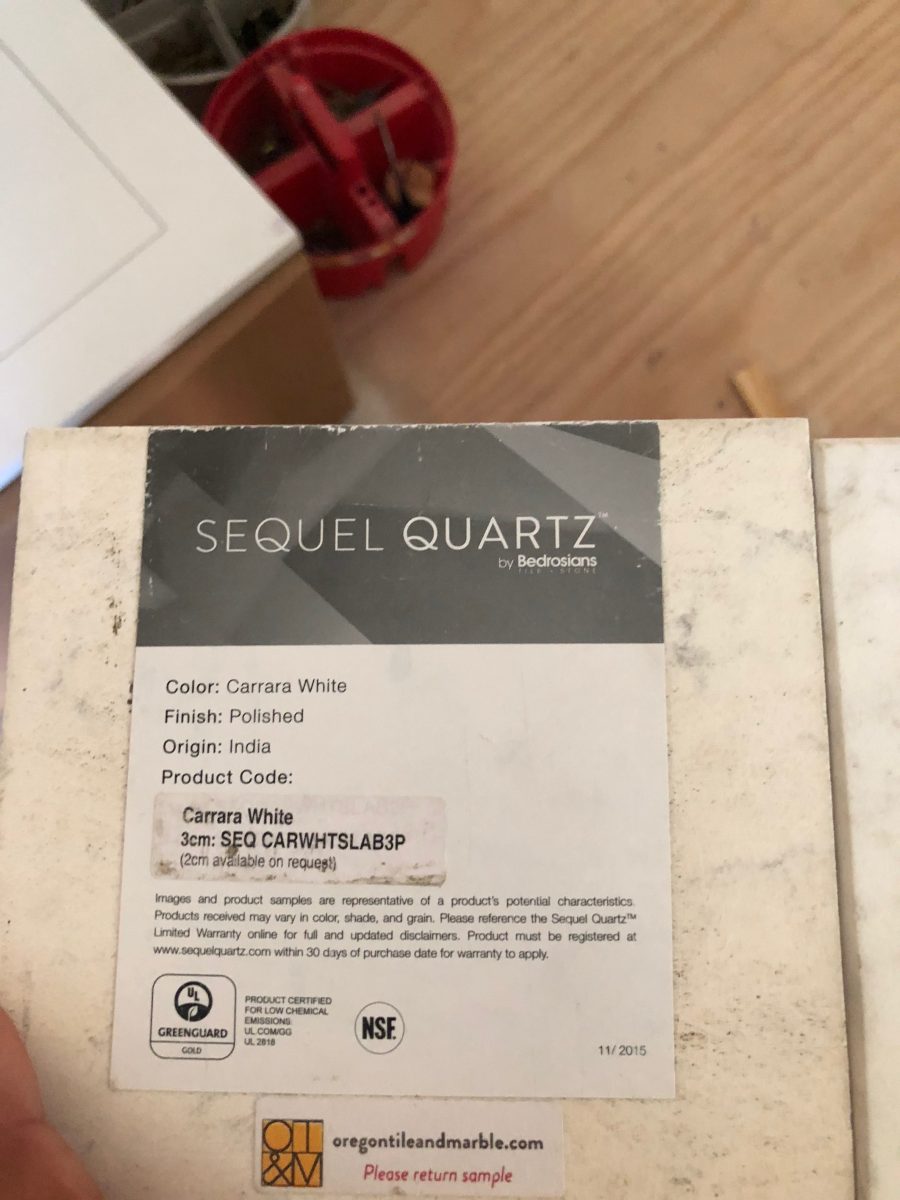 SEQUEL QUARTZ™
by Bedrosians
TILE • STONE
Color: Carrara White
Finish: Polished
Origin: India
Product Code:
Carrara White
3cm: SEQ CARWHTSLAB3P
(2cm available on request)
Images and product samples are representative of a product's potential characteristics.
Products received may vary in color, shade, and grain. Please reference the Sequel Quartz™
Limited Warranty online for full and updated disclaimers. Product must be registered at
www.sequelquartz.com within 30 days of purchase date for warranty to apply.
UL
GREENGUARD
GOLD
PRODUCT CERTIFIED
FOR LOW CHEMICAL
EMISSIONS:
UL.COM/GG
UL 2818
NSF.
11/2015
OT
&M
oregontileandmarble.com
Please return sample